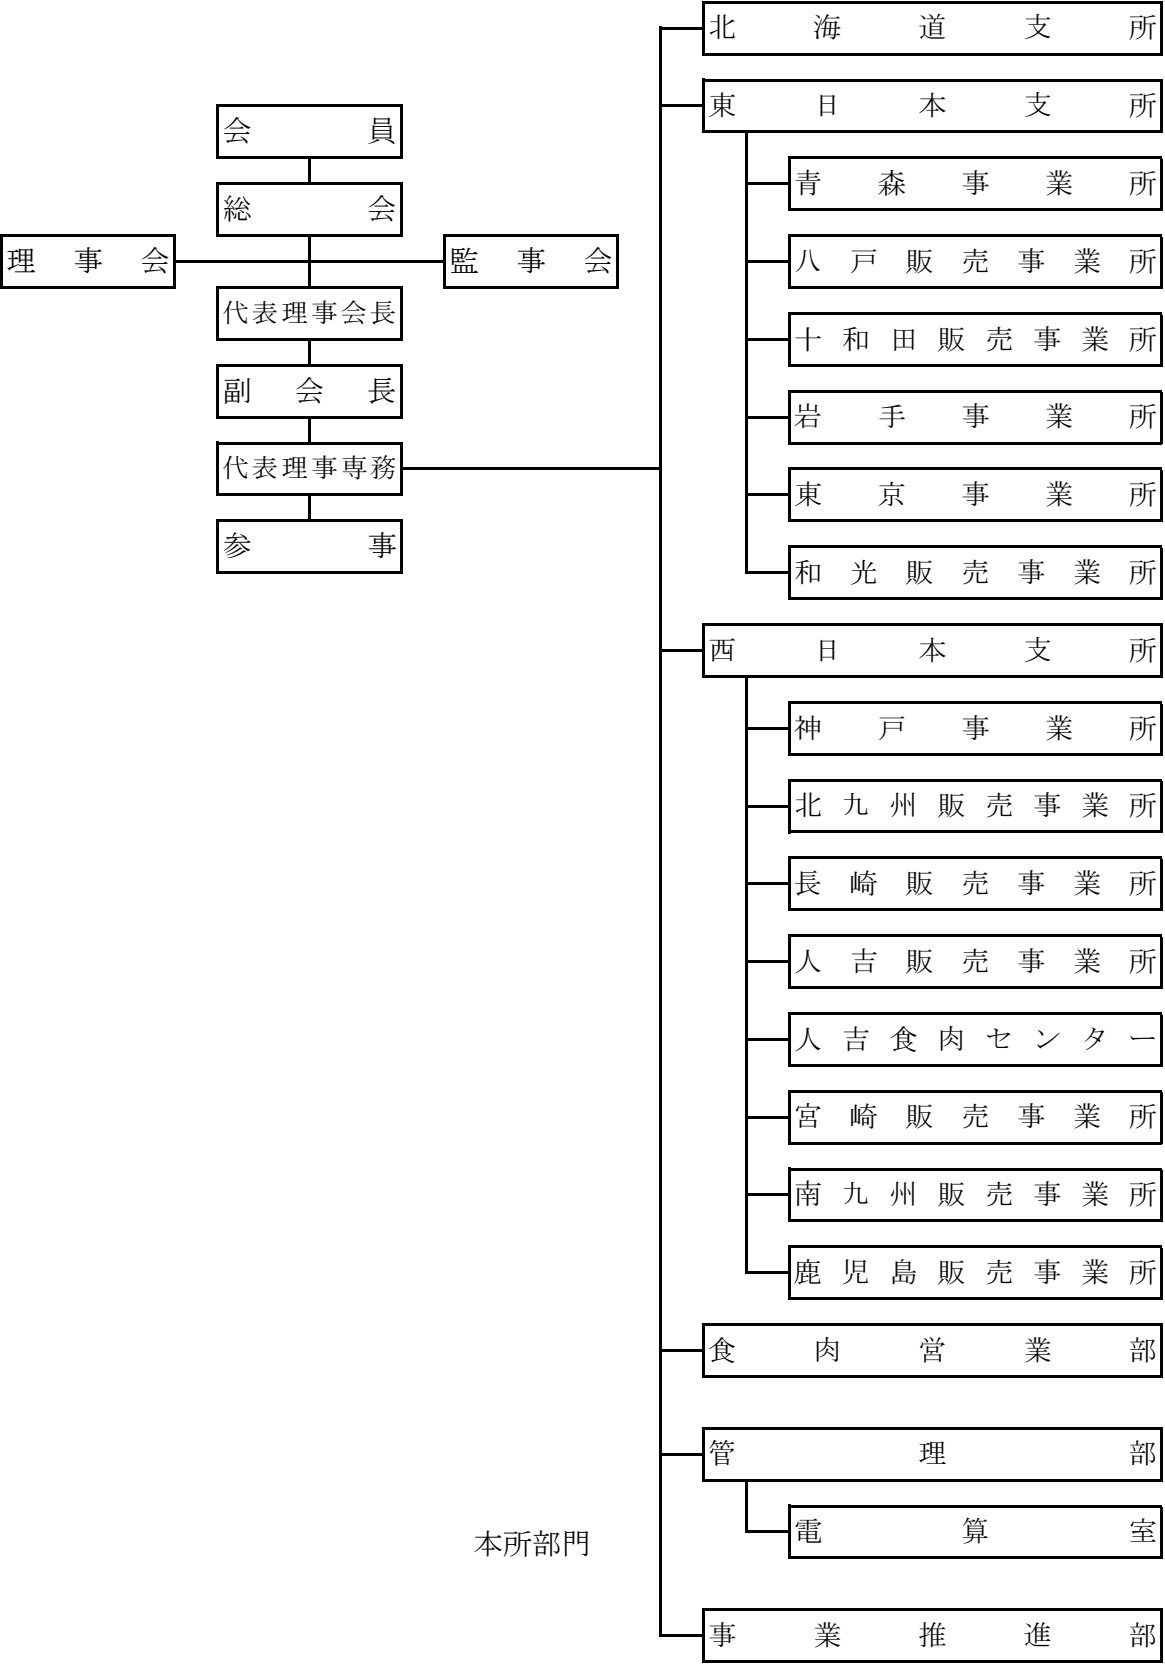 会員
総会
理事会
監事会
代表理事会長
副会長
代表理事専務
参事
北海道支所
東日本支所
青森事業所
八戸販売事業所
十和田販売事業所
岩手事業所
東京事業所
和光販売事業所
西日本支所
神戸事業所
北九州販売事業所
長崎販売事業所
人吉販売事業所
人吉食肉センター
宮崎販売事業所
南九州販売事業所
鹿児島販売事業所
食肉営業部
管理部
電算室
本所部門
事業推進部